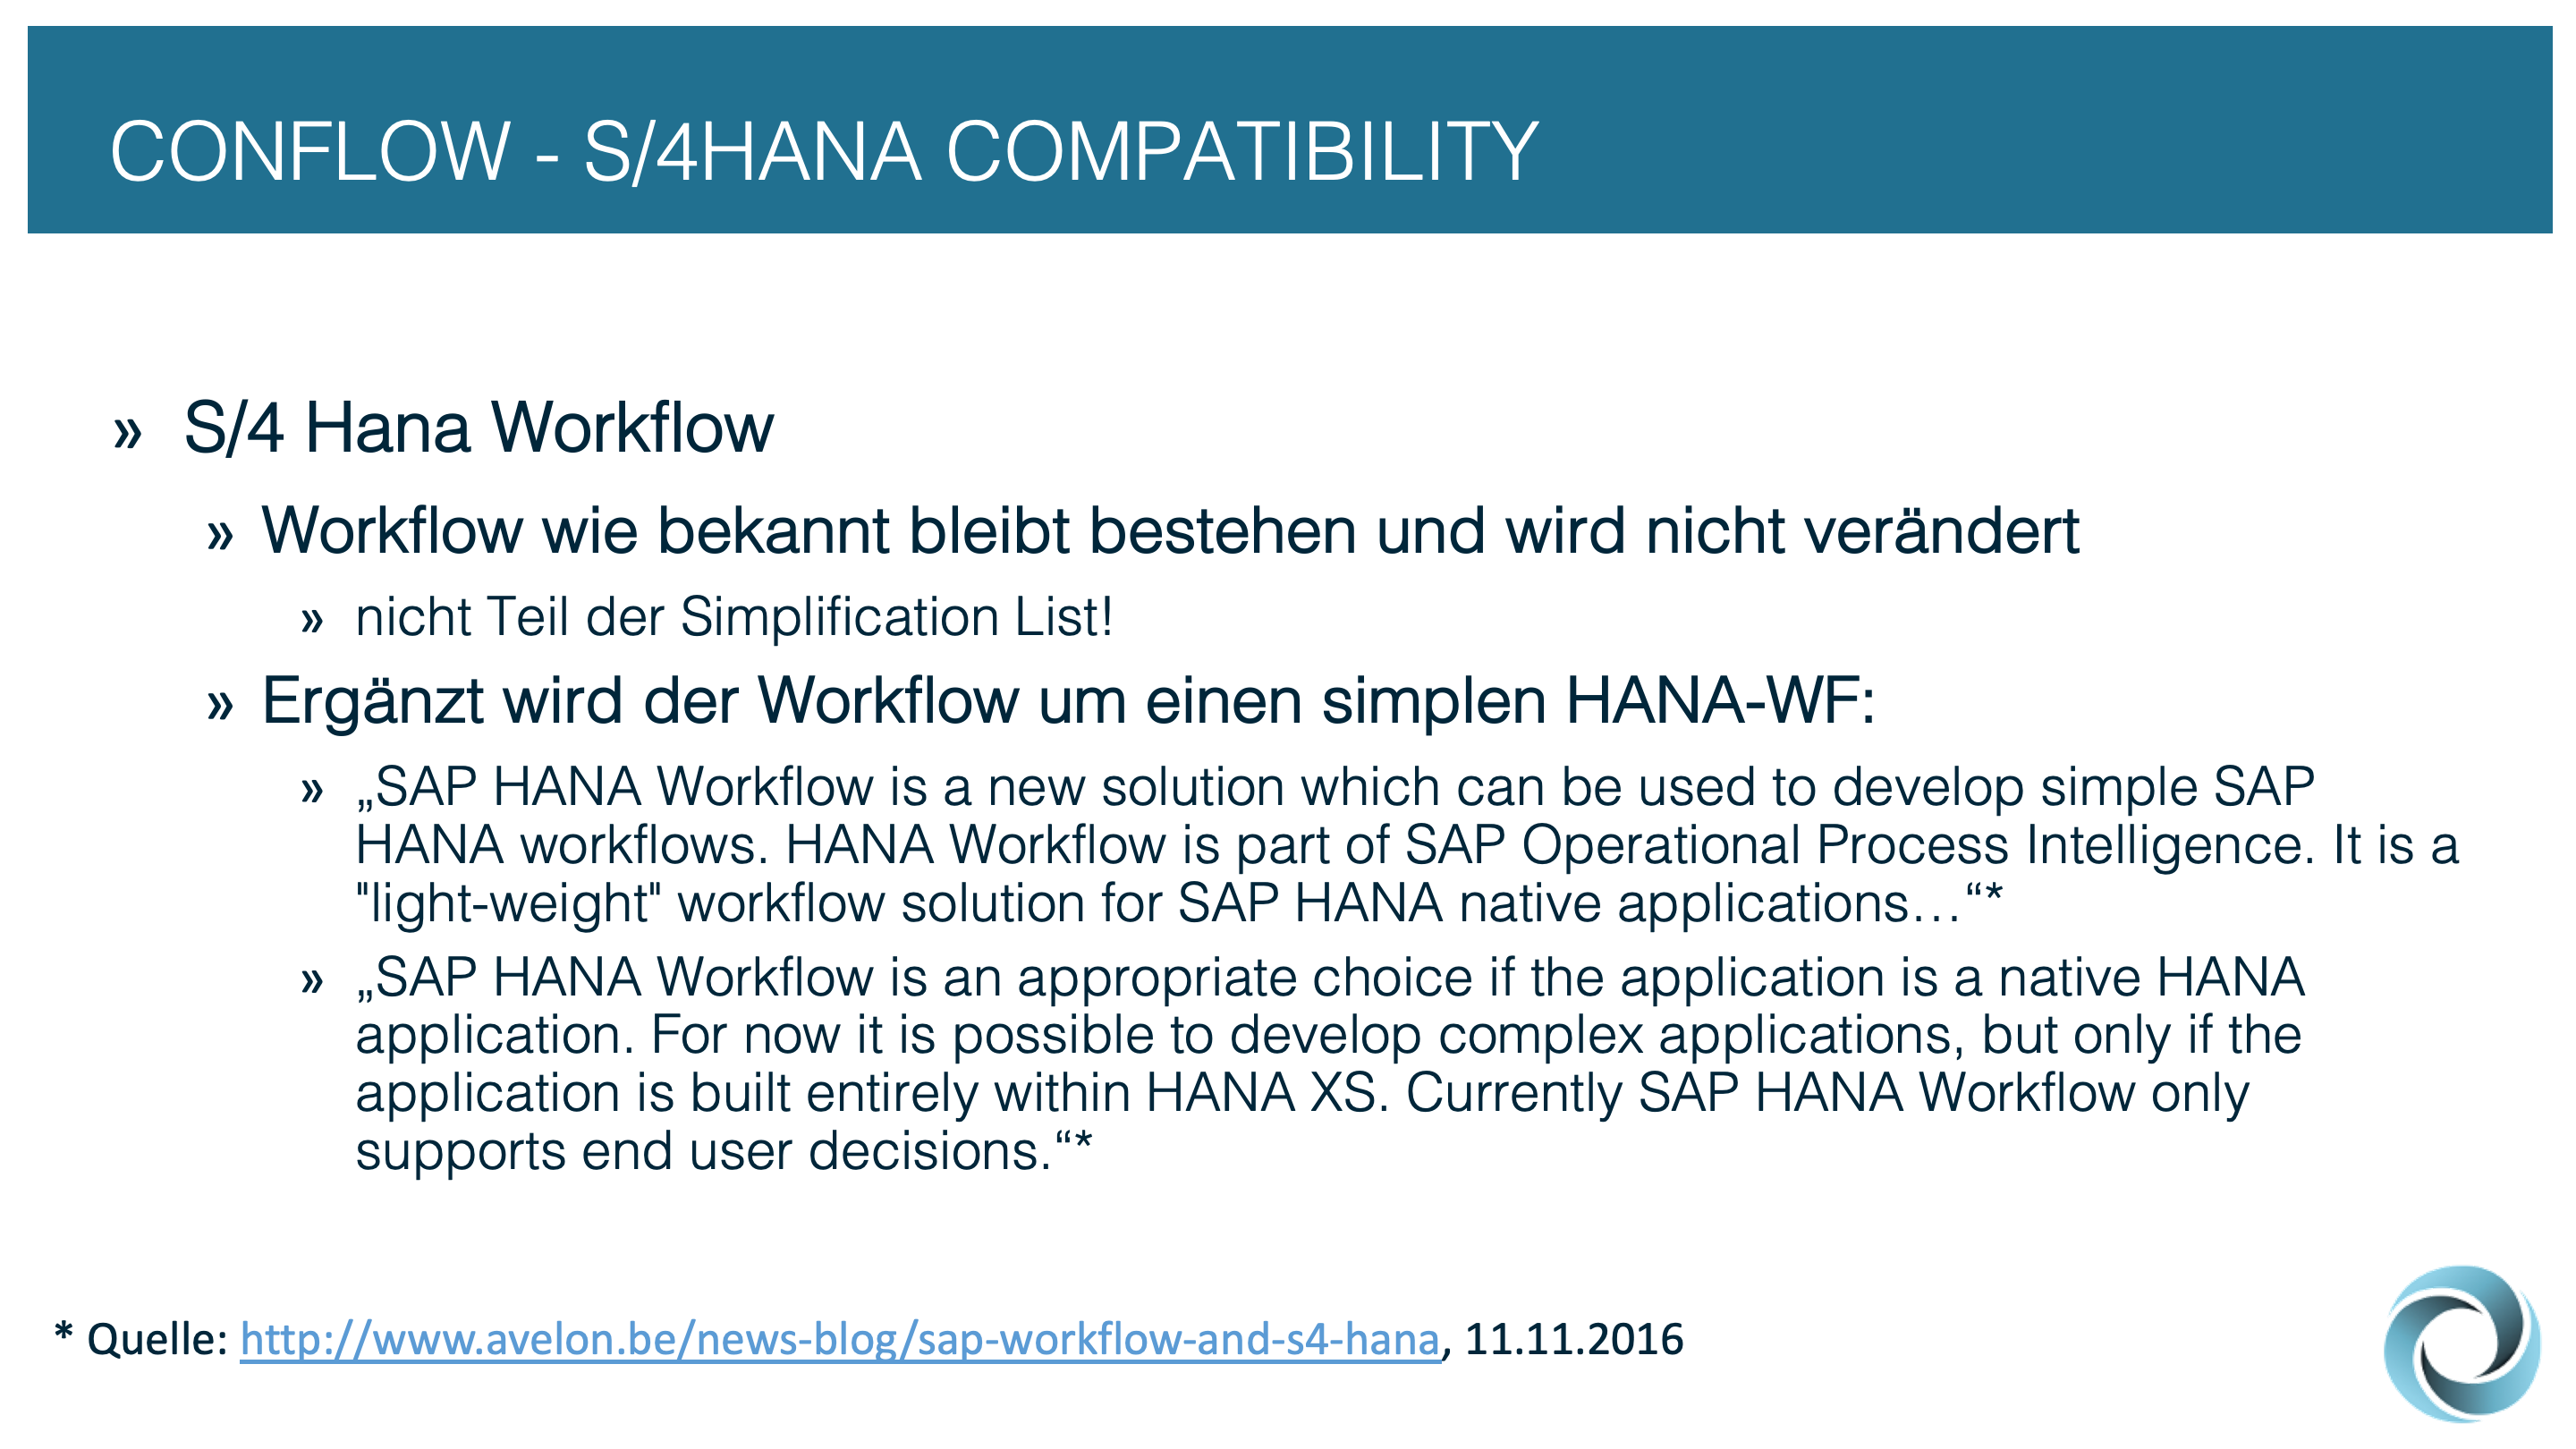 CONFLOW - S/4HANA COMPATIBILITY
» S/4 Hana Workflow
» Workflow wie bekannt bleibt bestehen und wird nicht verändert
» nicht Teil der Simplification List!
» Ergänzt wird der Workflow um einen simplen HANA-WF:
» „SAP HANA Workflow is a new solution which can be used to develop simple SAP
HANA workflows. HANA Workflow is part of SAP Operational Process Intelligence. It is a
"light-weight" workflow solution for SAP HANA native applications…“*
» „SAP HANA Workflow is an appropriate choice if the application is a native HANA
application. For now it is possible to develop complex applications, but only if the
application is built entirely within HANA XS. Currently SAP HANA Workflow only
supports end user decisions.“*
* Quelle: http://www.avelon.be/news-blog/sap-workflow-and-s4-hana, 11.11.2016